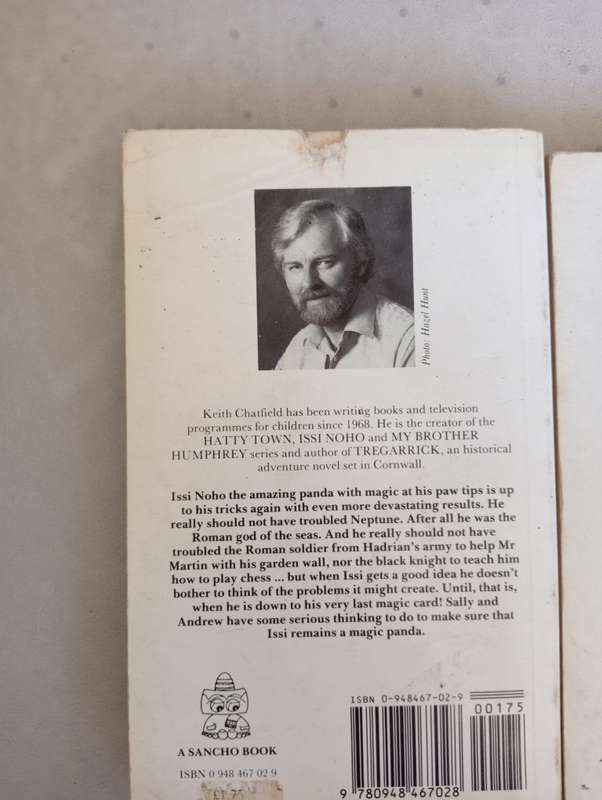 Photo: Hazel Hunt
Keith Chatfield has been writing books and television
programmes for children since 1968. He is the creator of the
HATTY TOWN, ISSI NOHO and MY BROTHER
HUMPHREY series and author of TREGARRICK, an historical
adventure novel set in Cornwall.
Issi Noho the amazing panda with magic at his paw tips is up
to his tricks again with even more devastating results. He
really should not have troubled Neptune. After all he was the
Roman god of the seas. And he really should not have
troubled the Roman soldier from Hadrian's army to help Mr
Martin with his garden wall, nor the black knight to teach him
how to play chess ... but when Issi gets a good idea he doesn't
bother to think of the problems it might create. Until, that is,
when he is down to his very last magic card! Sally and
Andrew have some serious thinking to do to make sure that
Issi remains a magic panda.
A SANCHO BOOK
ISBN 0 948 467 02 9
£1.75
ISBN 0-948467-02-9
00175
9 780948 467028